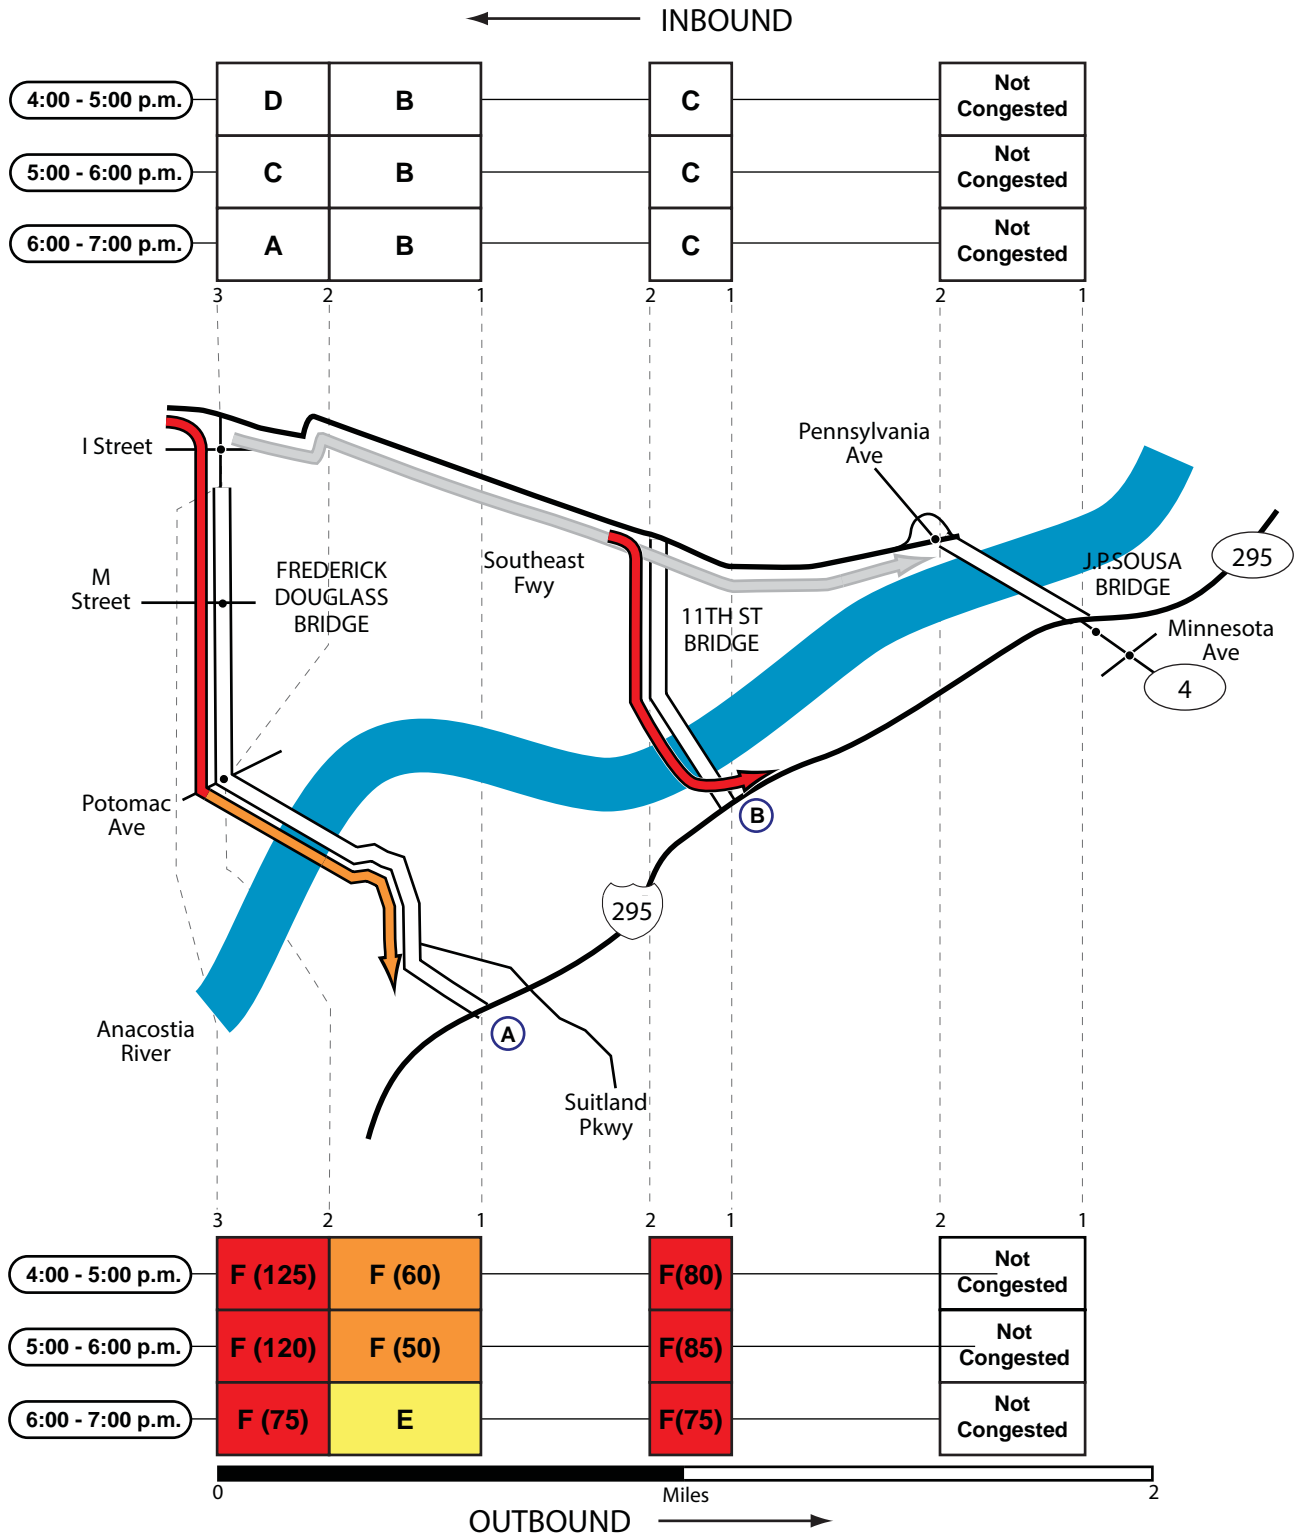 INBOUND
4:00 - 5:00 p.m.
D
B
C
Not
Congested
5:00 - 6:00 p.m.
C
B
C
Not
Congested
6:00 - 7:00 p.m.
A
B
C
Not
Congested
3
2
1
2
1
2
1
I Street
Pennsylvania
Ave
M
Street
FREDERICK
DOUGLASS
BRIDGE
Southeast
Fwy
11TH ST
BRIDGE
J.P.SOUSA
BRIDGE
295
Minnesota
Ave
4
Potomac
Ave
B
295
Anacostia
River
A
Suitland
Pkwy
3
2
1
2
1
2
1
4:00 - 5:00 p.m.
F (125)
F (60)
F(80)
Not
Congested
5:00 - 6:00 p.m.
F (120)
F (50)
F(85)
Not
Congested
6:00 - 7:00 p.m.
F (75)
E
F(75)
Not
Congested
0
Miles
2
OUTBOUND